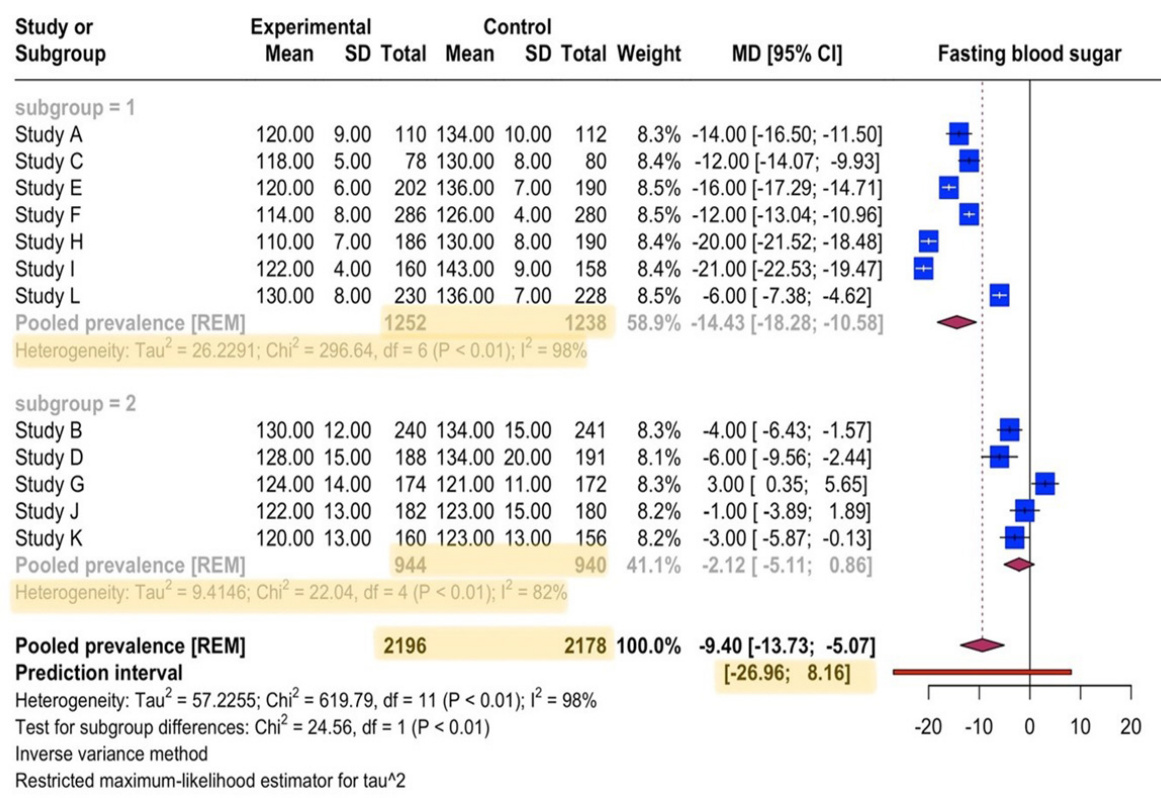 Study or Experimental Control
Subgroup Mean SD Total Mean SD Total Weight MD [95% CI] Fasting blood sugar
subgroup = 1
Study A 120.00 9.00 110 134.00 10.00 112 8.3% -14.00 [-16.50; -11.50]
Study C 118.00 5.00 78 130.00 8.00 80 8.4% -12.00 [-14.07; -9.93]
Study E 120.00 6.00 202 136.00 7.00 190 8.5% -16.00 [-17.29; -14.71]
Study F 114.00 8.00 286 126.00 4.00 280 8.5% -12.00 [-13.04; -10.96]
Study H 110.00 7.00 186 130.00 8.00 190 8.4% -20.00 [-21.52; -18.48]
Study I 122.00 4.00 160 143.00 9.00 158 8.4% -21.00 [-22.53; -19.47]
Study L 130.00 8.00 230 136.00 7.00 228 8.5% -6.00 [ -7.38; -4.62]
Pooled prevalence [REM] 1252 1238 58.9% -14.43 [-18.28; -10.58]
Heterogeneity: Tau² = 26.2291; Chi² = 296.64, df = 6 (P < 0.01); I² = 98%
subgroup = 2
Study B 130.00 12.00 240 134.00 15.00 241 8.3% -4.00 [ -6.43; -1.57]
Study D 128.00 15.00 188 134.00 20.00 191 8.1% -6.00 [ -9.56; -2.44]
Study G 124.00 14.00 174 121.00 11.00 172 8.3% 3.00 [ 0.35; 5.65]
Study J 122.00 13.00 182 123.00 15.00 180 8.2% -1.00 [ -3.89; 1.89]
Study K 120.00 13.00 160 123.00 13.00 156 8.2% -3.00 [ -5.87; -0.13]
Pooled prevalence [REM] 944 940 41.1% -2.12 [ -5.11; 0.86]
Heterogeneity: Tau² = 9.4146; Chi² = 22.04, df = 4 (P < 0.01); I² = 82%
Pooled prevalence [REM] 2196 2178 100.0% -9.40 [-13.73; -5.07]
Prediction interval [-26.96; 8.16]
Heterogeneity: Tau² = 57.2255; Chi² = 619.79, df = 11 (P < 0.01); I² = 98%
Test for subgroup differences: Chi² = 24.56, df = 1 (P < 0.01)
-20 -10 0 10 20
Inverse variance method
Restricted maximum-likelihood estimator for tau^2